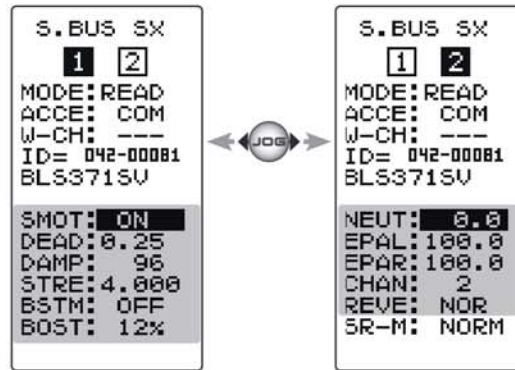 S.BUS SX
1 2
MODE:READ
ACCE: COM
W-CH: ---
ID= 042-00081
BLS371SV
SMOT: ON
DEAD:0.25
DAMP: 96
STRE:4.000
BSTM: OFF
BOST: 12%
JOG
S.BUS SX
1 2
MODE:READ
ACCE: COM
W-CH: ---
ID= 042-00081
BLS371SV
NEUT: 0.0
EPAL:100.0
EPAR:100.0
CHAN: 2
REVE: NOR
SR-M: NORM